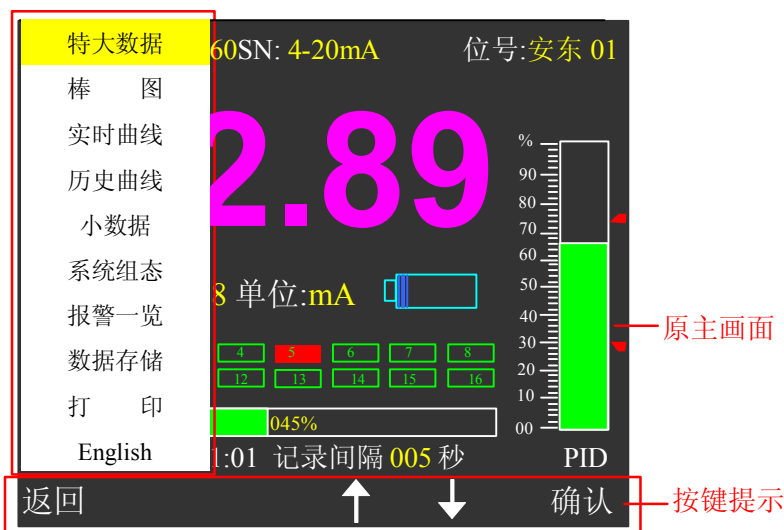 特大数据
棒 图
实时曲线
历史曲线
小数据
系统组态
报警一览
数据存储
打 印
English
60SN: 4-20mA 位号:安东 01
2.89
8 单位:mA
4 5 6 7 8
12 13 14 15 16
045%
1:01 记录间隔 005 秒 PID
%
90
80
70
60
50
40
30
20
10
00
返回 确认
原主画面
按键提示